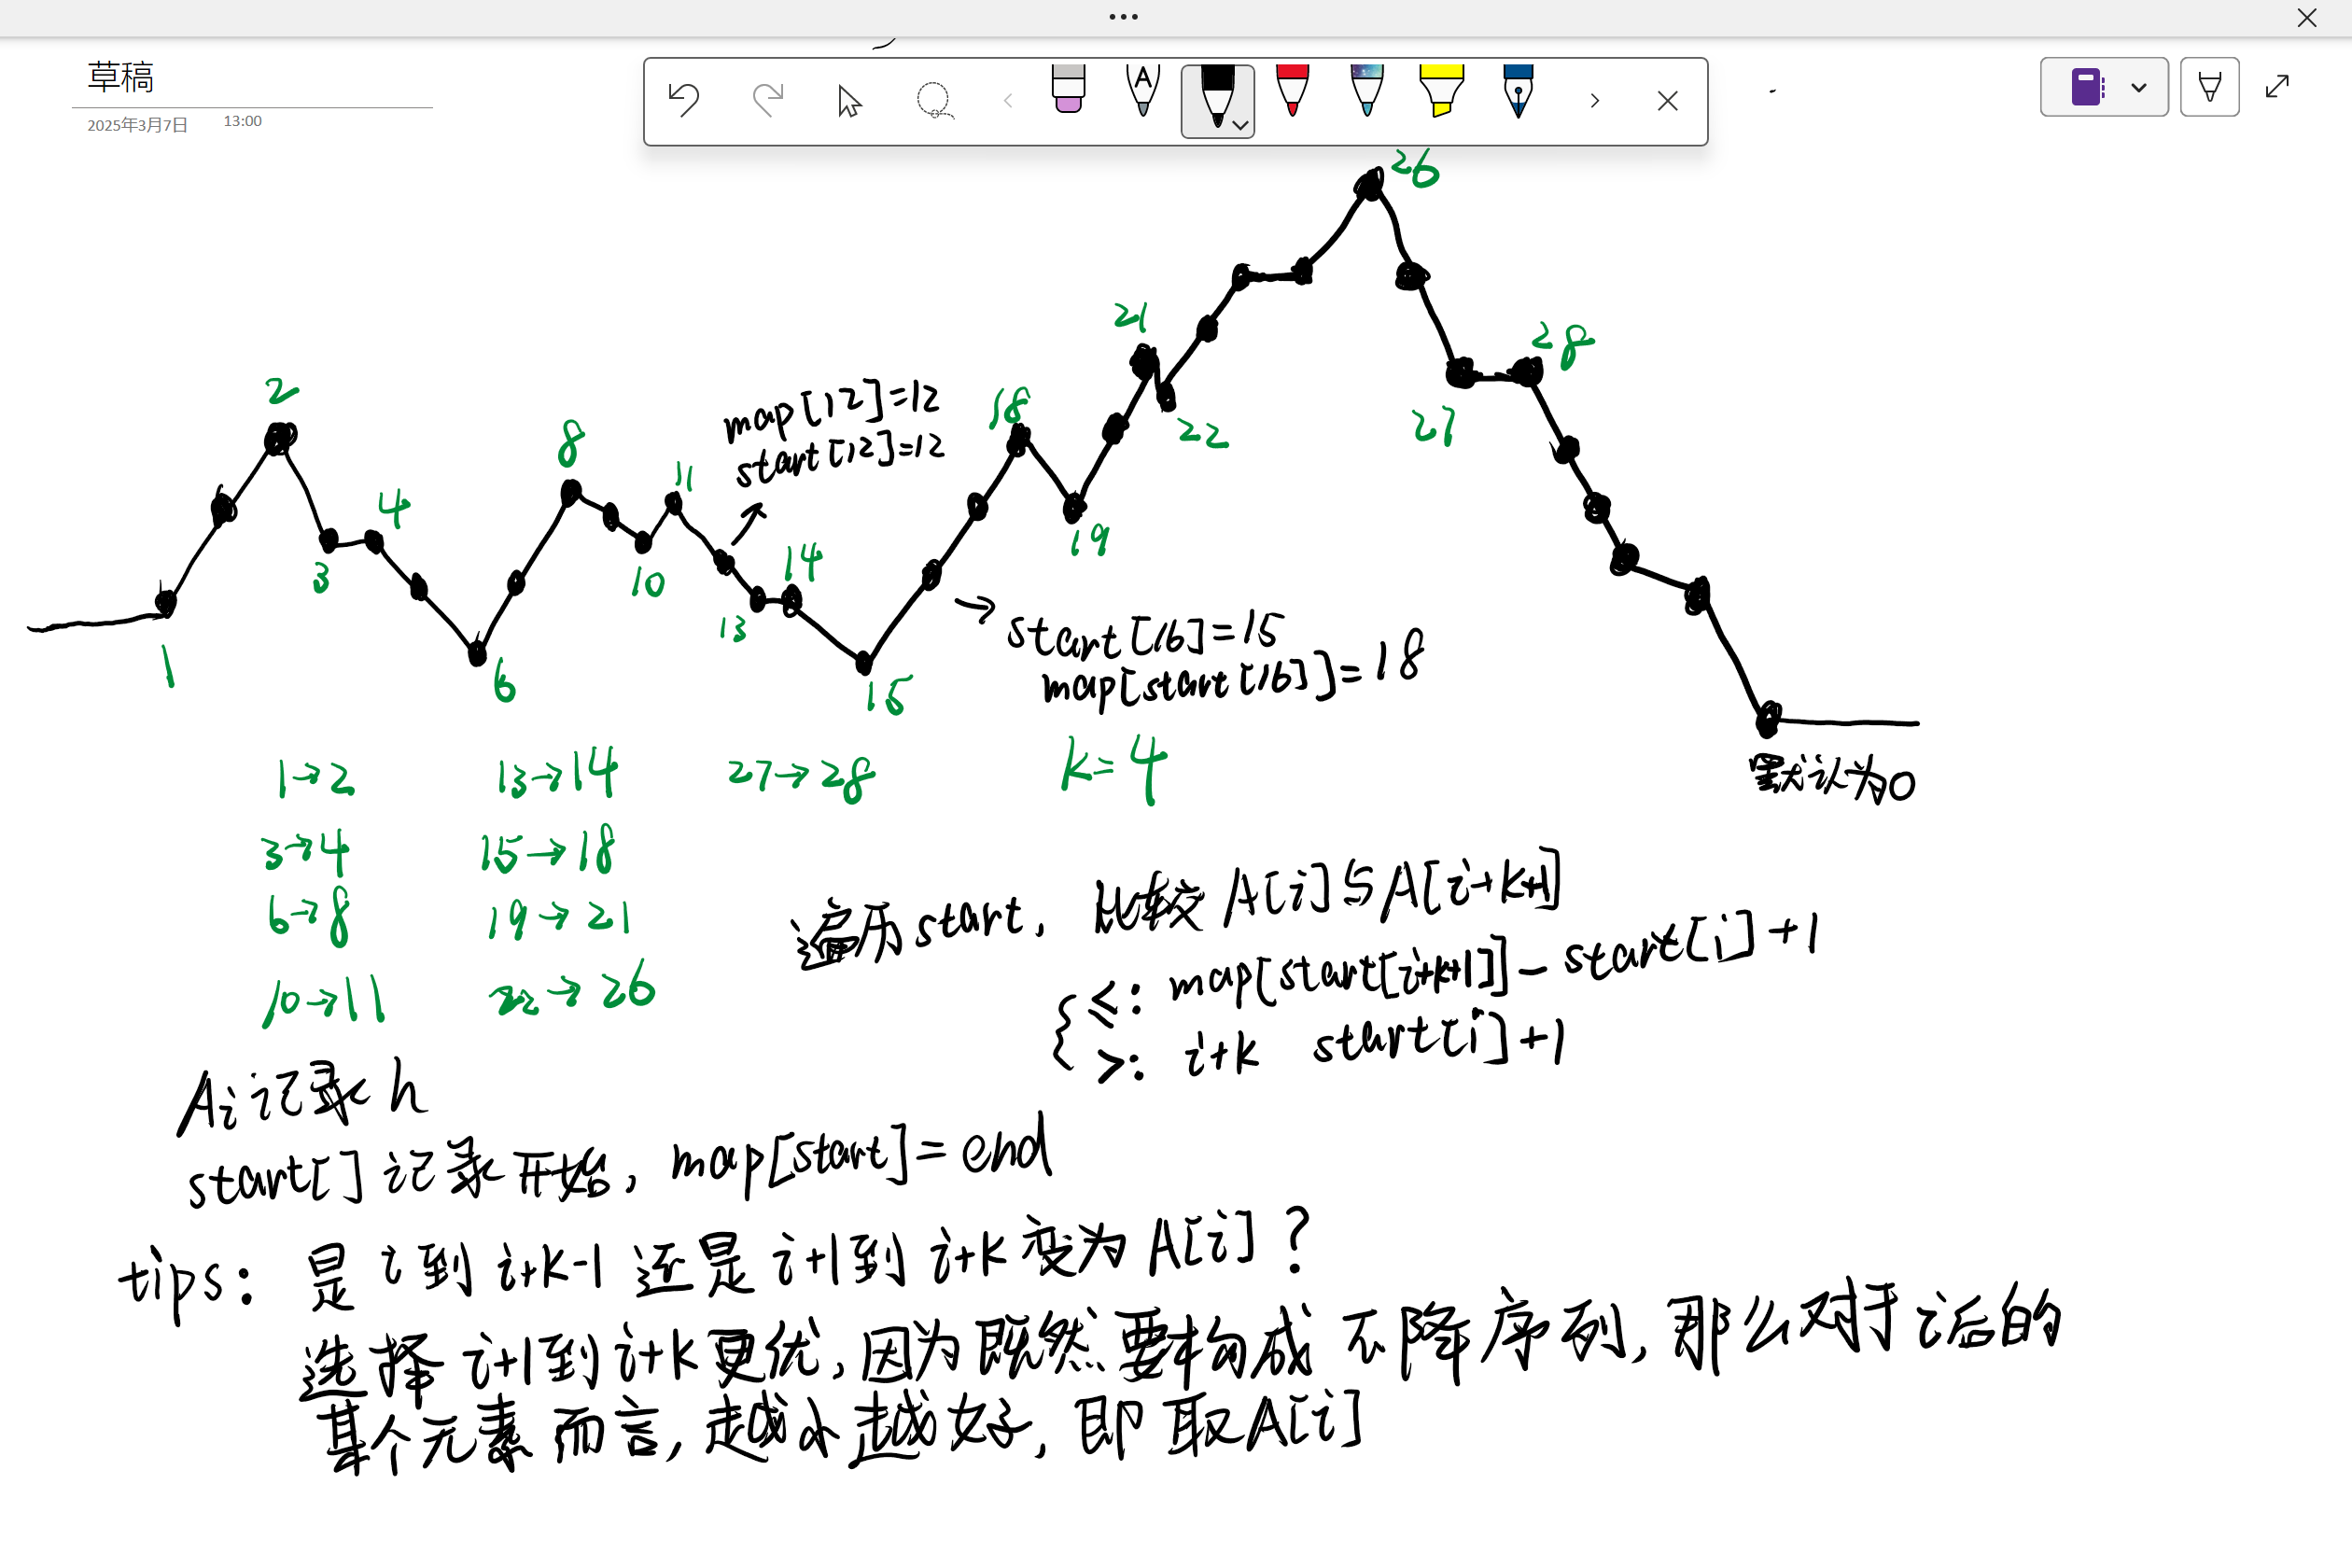 草稿
2025年3月7日 13:00
A
26
21
28
2
map[12]=12
18
start[12]=12
8
22
27
11
4
14
19
3
10
13
start[16]=15
1
6
15
map[start[16]]=18
1→2 13→14 27→28 k=4
默认为0
3→4 15→18
6→8 19→21
遍历start, 比较 A[i]与A[i+k+1]
10→11 22→26
≤: map[start[i+k+1]]-start[i]+1
>: i+k start[i]+1
Ai记录h
start[]记录开始, map[start]=end
tips: 是i到i+k-1还是i+1到i+k变为A[i]?
选择i+1到i+k更优,因为既然要构成不降序列,那么对于i后的
某个元素而言,越小越好,即取A[i]